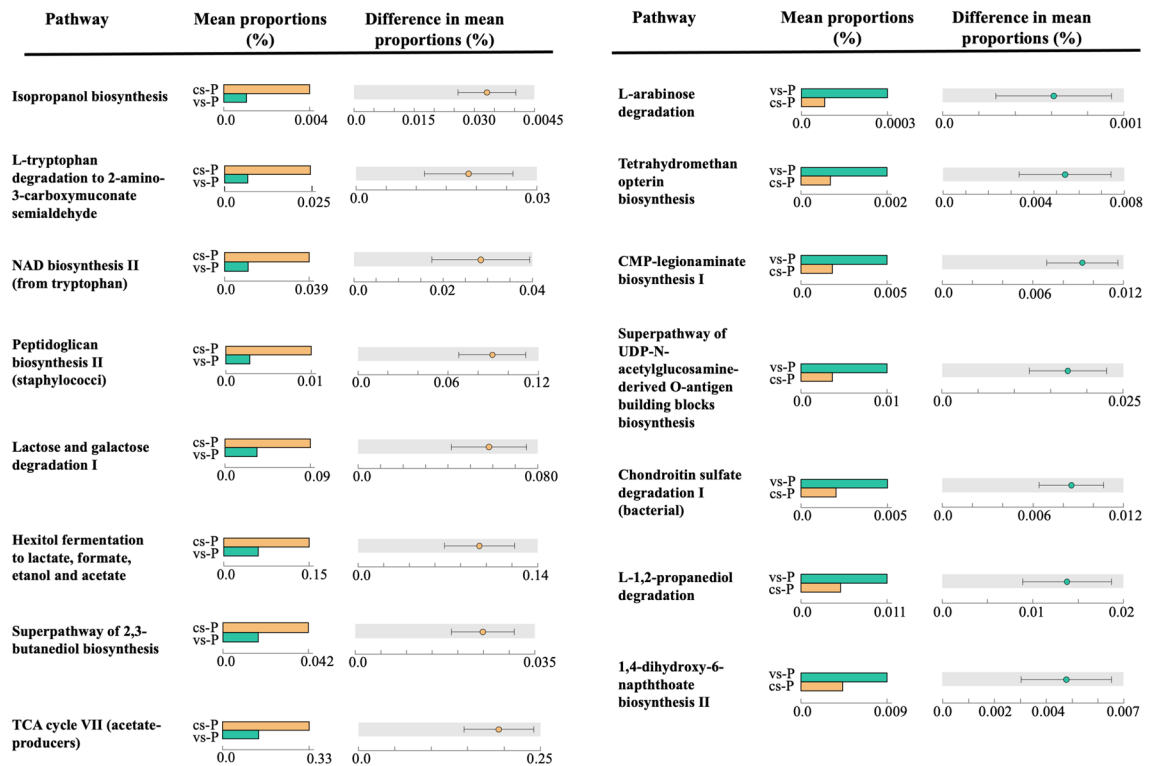 Pathway
Mean proportions
(%)
Difference in mean
proportions (%)
Isopropanol biosynthesis
cs-P
vs-P
0.0 0.004
0.0 0.015 0.030 0.0045
L-tryptophan
degradation to 2-amino-
3-carboxymuconate
semialdehyde
cs-P
vs-P
0.0 0.025
0.0 0.03
NAD biosynthesis II
(from tryptophan)
cs-P
vs-P
0.0 0.039
0.0 0.02 0.04
Peptidoglican
biosynthesis II
(staphylococci)
cs-P
vs-P
0.0 0.01
0.0 0.06 0.12
Lactose and galactose
degradation I
cs-P
vs-P
0.0 0.09
0.0 0.080
Hexitol fermentation
to lactate, formate,
etanol and acetate
cs-P
vs-P
0.0 0.15
0.0 0.14
Superpathway of 2,3-
butanediol biosynthesis
cs-P
vs-P
0.0 0.042
0.0 0.035
TCA cycle VII (acetate-
producers)
cs-P
vs-P
0.0 0.33
0.0 0.25
Pathway
Mean proportions
(%)
Difference in mean
proportions (%)
L-arabinose
degradation
vs-P
cs-P
0.0 0.0003
0.0 0.001
Tetrahydromethan
opterin
biosynthesis
vs-P
cs-P
0.0 0.002
0.0 0.004 0.008
CMP-legionaminate
biosynthesis I
vs-P
cs-P
0.0 0.005
0.0 0.006 0.012
Superpathway of
UDP-N-
acetylglucosamine-
derived O-antigen
building blocks
biosynthesis
vs-P
cs-P
0.0 0.01
0.0 0.025
Chondroitin sulfate
degradation I
(bacterial)
vs-P
cs-P
0.0 0.005
0.0 0.006 0.012
L-1,2-propanediol
degradation
vs-P
cs-P
0.0 0.011
0.0 0.01 0.02
1,4-dihydroxy-6-
napththoate
biosynthesis II
vs-P
cs-P
0.0 0.009
0.0 0.002 0.004 0.007